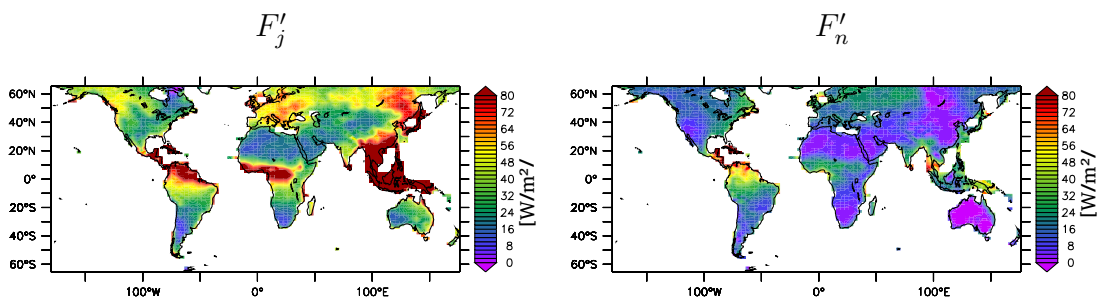 F′j F′n
60°N 80 60°N 80
72 72
40°N 64 40°N 64
56 56
20°N 48 20°N 48
0° 40 0° 40
32 32
20°S 24 20°S 24
40°S 16 40°S 16
8 8
60°S 0 60°S 0
[W/m²/ [W/m²/
100°W 0° 100°E 100°W 0° 100°E